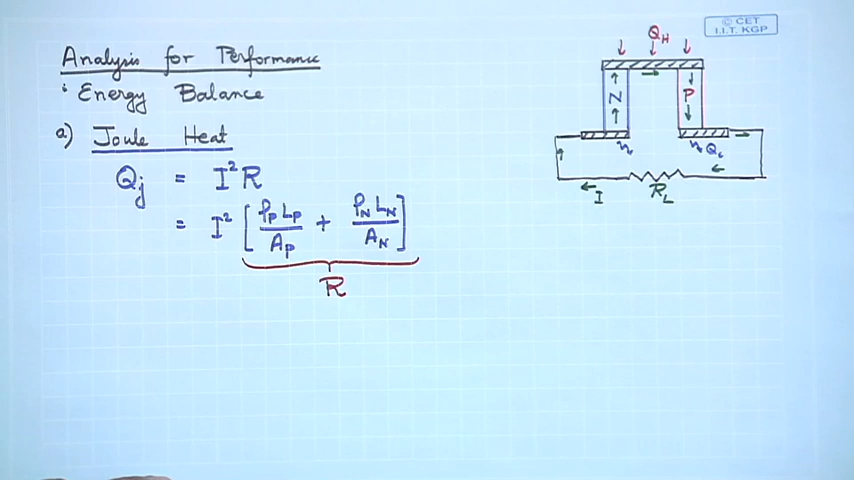 © CET
I.I.T. KGP
Analysis for Performance
Energy Balance
a) Joule Heat
Qj = I²R
= I² [ ρP LP / AP + ρN LN / AN ]
R
QH
N P
QC
I RL